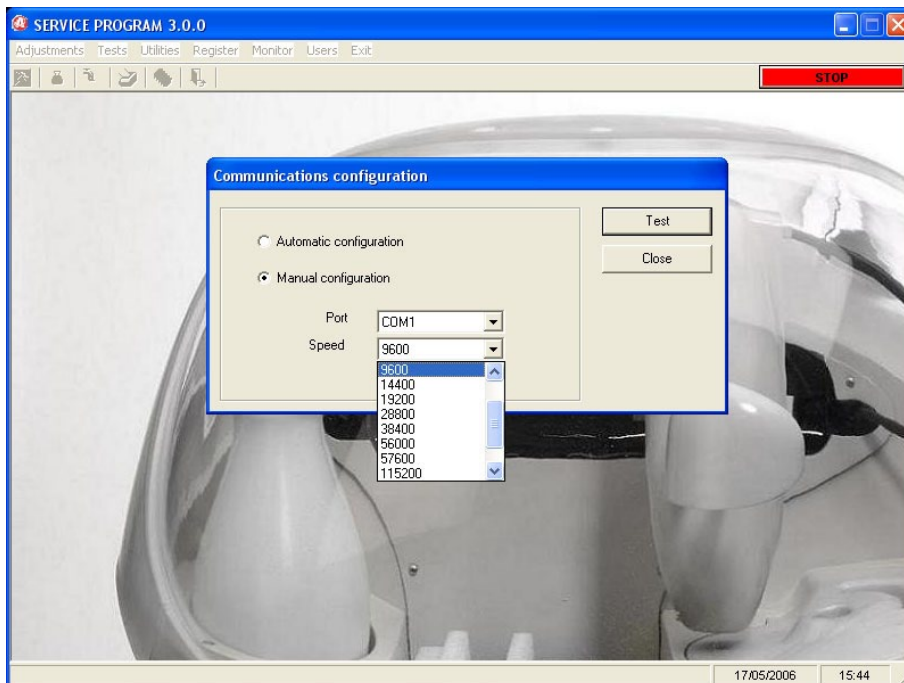 SERVICE PROGRAM 3.0.0
Adjustments Tests Utilities Register Monitor Users Exit
STOP
Communications configuration
Automatic configuration
Manual configuration
Port COM1
Speed 9600
9600
14400
19200
28800
38400
56000
57600
115200
Test
Close
17/05/2006 15:44